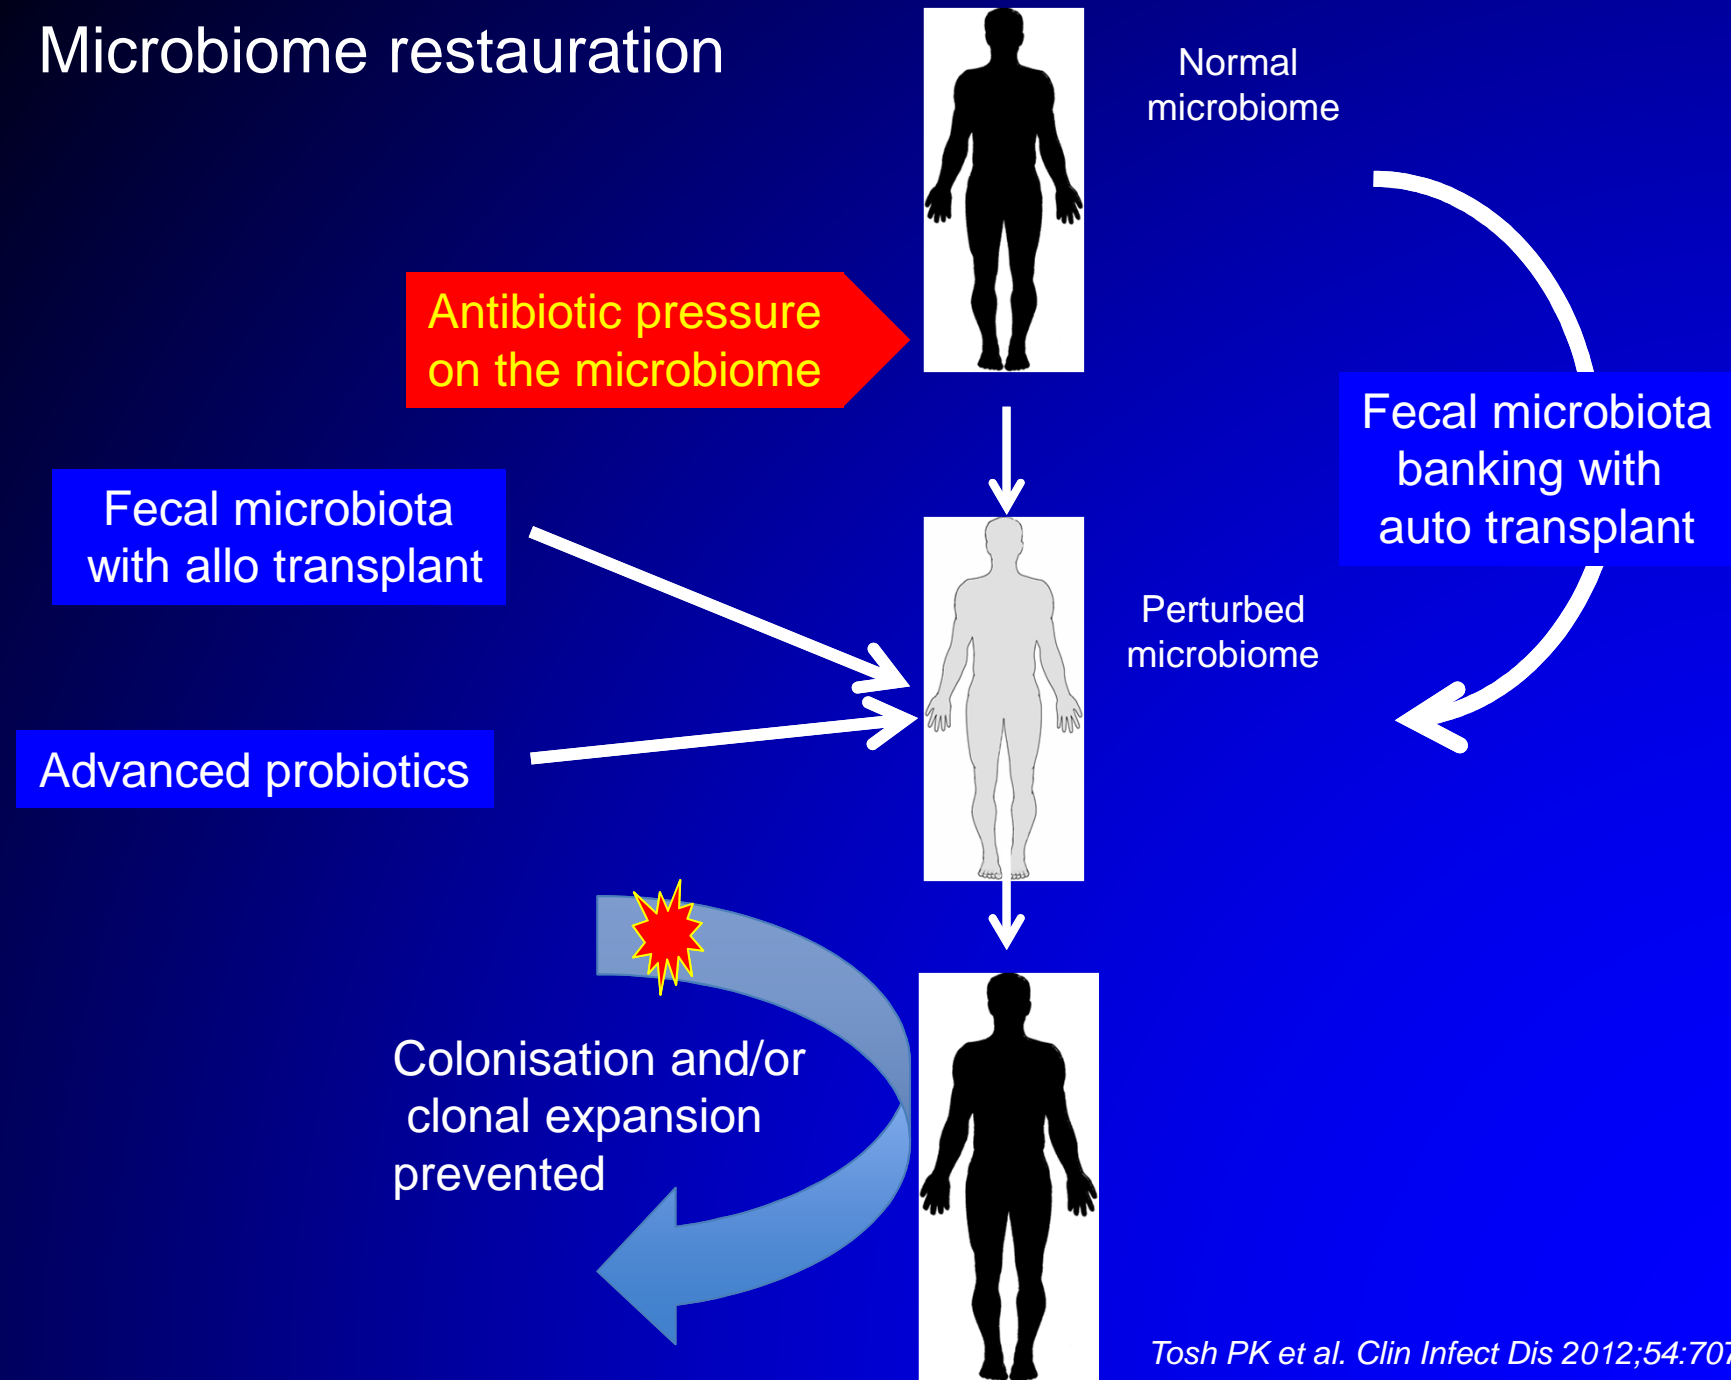 Microbiome restauration
Normal
microbiome
Antibiotic pressure
on the microbiome
Fecal microbiota
banking with
auto transplant
Fecal microbiota
with allo transplant
Perturbed
microbiome
Advanced probiotics
Colonisation and/or
clonal expansion
prevented
Tosh PK et al. Clin Infect Dis 2012;54:707